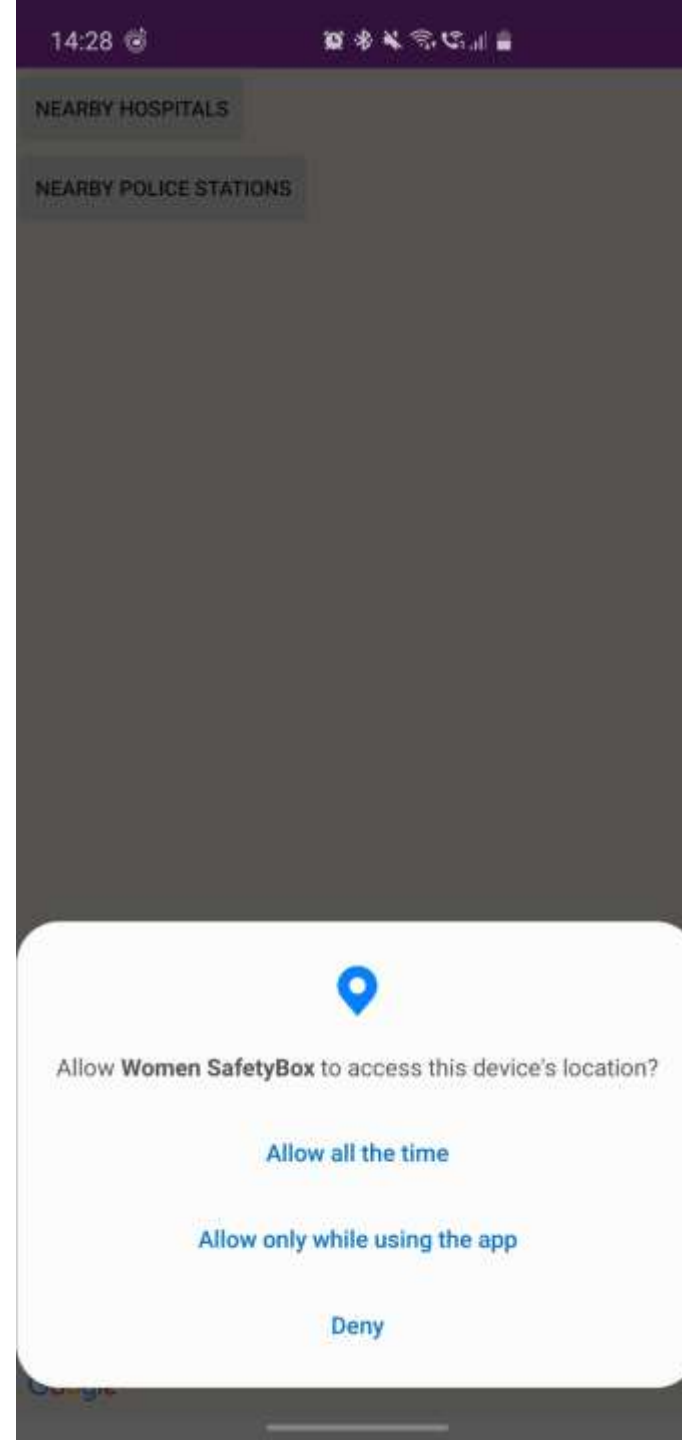 14:28
NEARBY HOSPITALS
NEARBY POLICE STATIONS
Allow Women SafetyBox to access this device's location?
Allow all the time
Allow only while using the app
Deny
Google